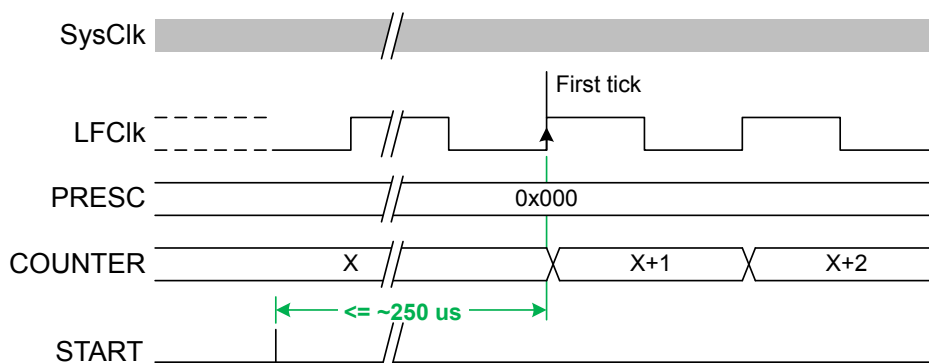 SysClk
First tick
LFClk
PRESC
0x000
COUNTER
X
X+1
X+2
<= ~250 us
START